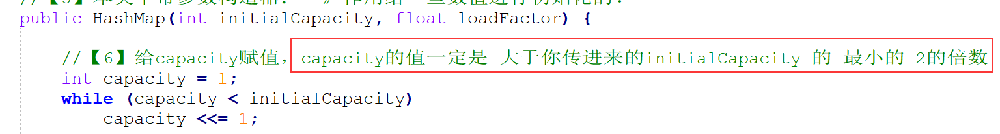 public HashMap(int initialCapacity, float loadFactor) {
//【6】给capacity赋值，capacity的值一定是 大于你传进来的initialCapacity 的 最小的 2的倍数
int capacity = 1;
while (capacity < initialCapacity)
capacity <<= 1;